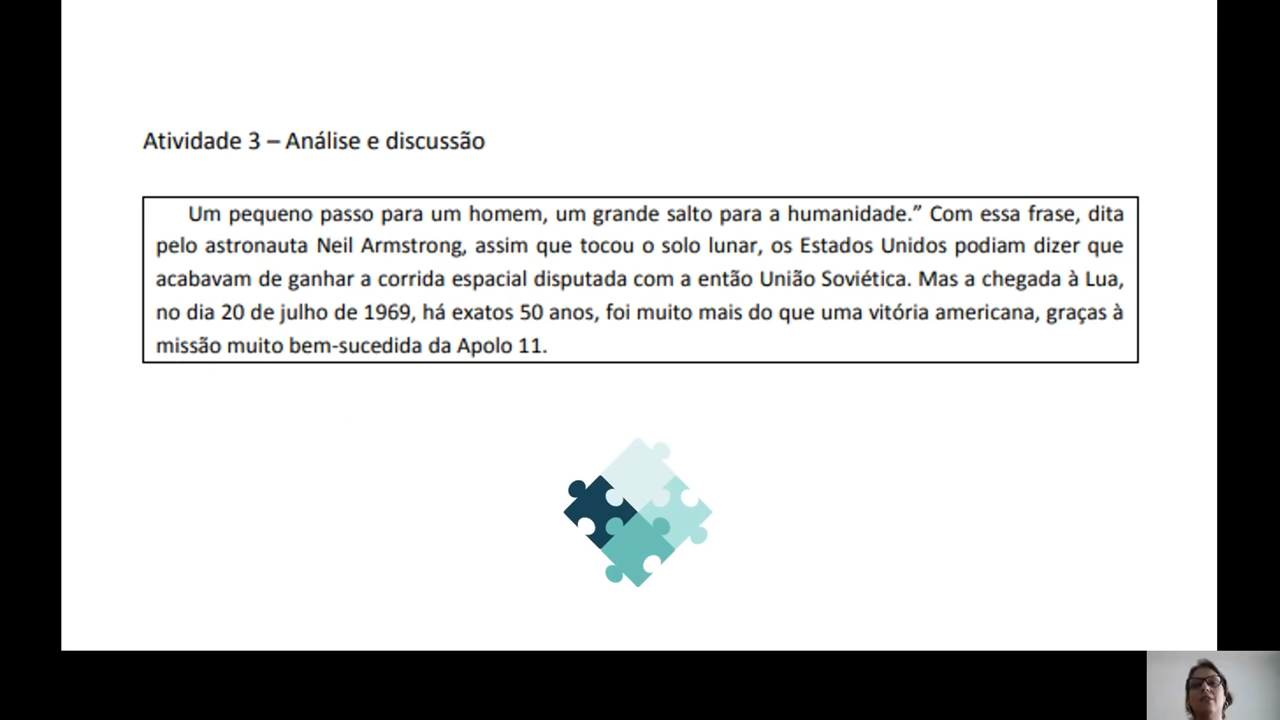 Atividade 3 – Análise e discussão
Um pequeno passo para um homem, um grande salto para a humanidade.” Com essa frase, dita
pelo astronauta Neil Armstrong, assim que tocou o solo lunar, os Estados Unidos podiam dizer que
acabavam de ganhar a corrida espacial disputada com a então União Soviética. Mas a chegada à Lua,
no dia 20 de julho de 1969, há exatos 50 anos, foi muito mais do que uma vitória americana, graças à
missão muito bem-sucedida da Apolo 11.